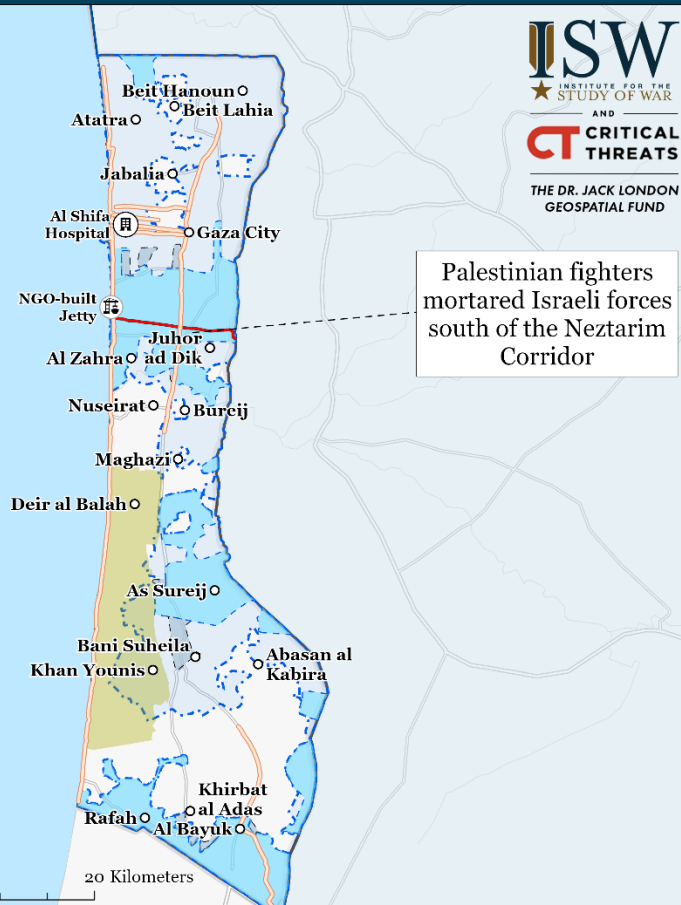 ISW
INSTITUTE FOR THE
STUDY OF WAR
AND
CT CRITICAL
THREATS
THE DR. JACK LONDON
GEOSPATIAL FUND
Beit Hanoun
Beit Lahia
Atatra
Jabalia
Al Shifa
Hospital
Gaza City
Palestinian fighters
mortared Israeli forces
south of the Neztarim
Corridor
NGO-built
Jetty
Juhor
ad Dik
Al Zahra
Nuseirat
Bureij
Maghazi
Deir al Balah
As Sureij
Bani Suheila
Abasan al
Kabira
Khan Younis
Khirbat
al Adas
Rafah
Al Bayuk
20 Kilometers